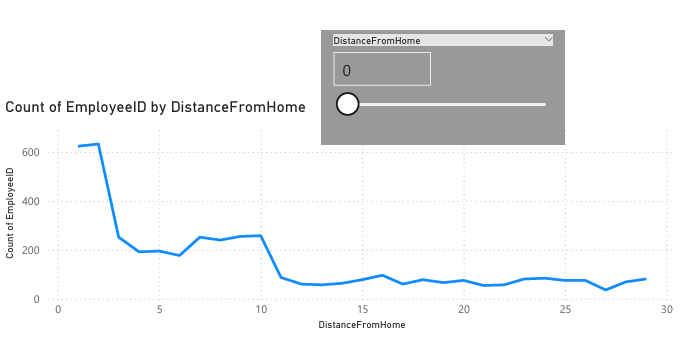 DistanceFromHome
0
Count of EmployeeID by DistanceFromHome
Count of EmployeeID
600
400
200
0
0 5 10 15 20 25 30
DistanceFromHome